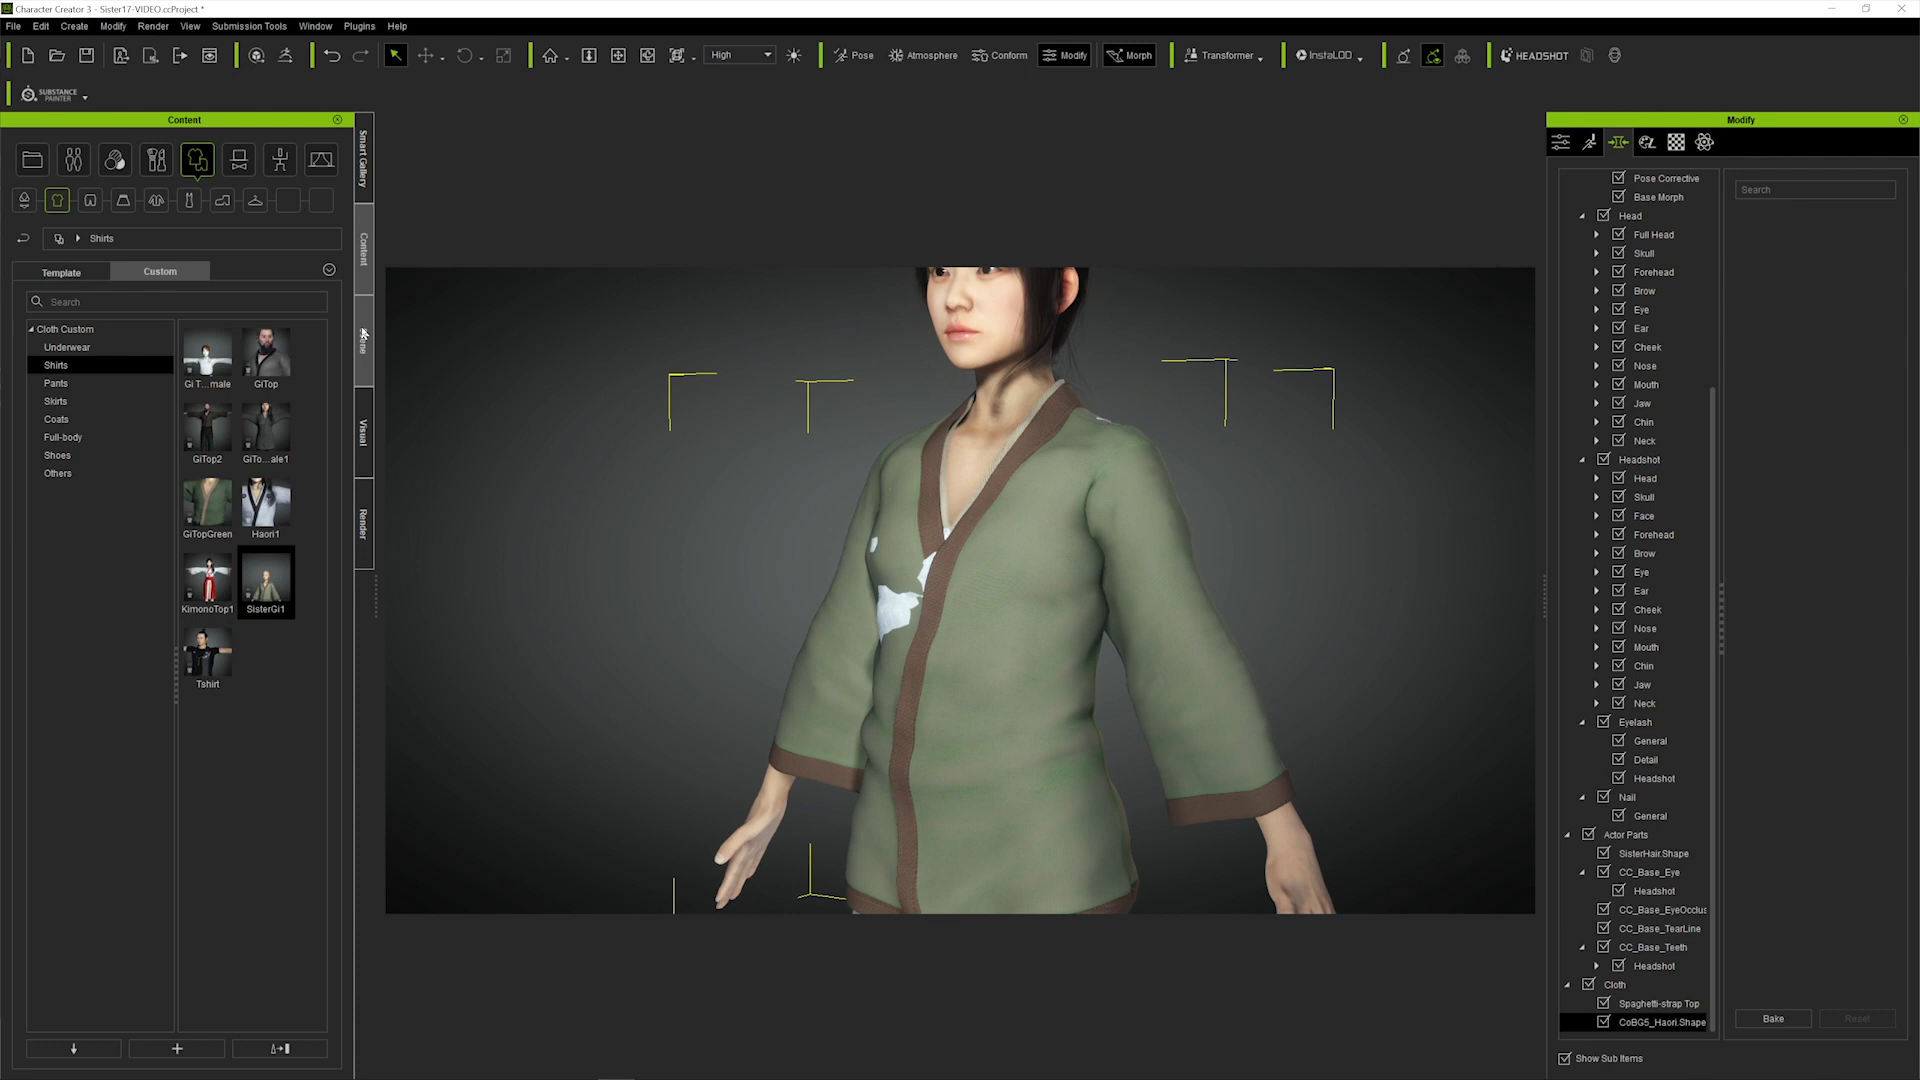 Character Creator 3 - Sister17-VIDEO.ccProject *
File Edit Create Modify Render View Submission Tools Window Plugins Help
High Pose Atmosphere Conform Modify Morph Transformer InstaLOD HEADSHOT
SUBSTANCE
PAINTER
Content
Shirts
Template Custom
Search
Cloth Custom
Underwear
Shirts
Pants
Skirts
Coats
Full-body
Shoes
Others
Gi T...male GiTop
GiTop2 GiTo...ale1
GiTopGreen Haori1
KimonoTop1 SisterGi1
Tshirt
Smart Gallery
Content
Visual
Render
Modify
Search
Pose Corrective
Base Morph
Head
Full Head
Skull
Forehead
Brow
Eye
Ear
Cheek
Nose
Mouth
Jaw
Chin
Neck
Headshot
Head
Skull
Face
Forehead
Brow
Eye
Ear
Cheek
Nose
Mouth
Chin
Jaw
Neck
Eyelash
General
Detail
Headshot
Nail
General
Actor Parts
SisterHair.Shape
CC_Base_Eye
Headshot
CC_Base_EyeOcclus
CC_Base_TearLine
CC_Base_Teeth
Headshot
Cloth
Spaghetti-strap Top
CoBG5_Haori.Shape
Bake Reset
Show Sub Items